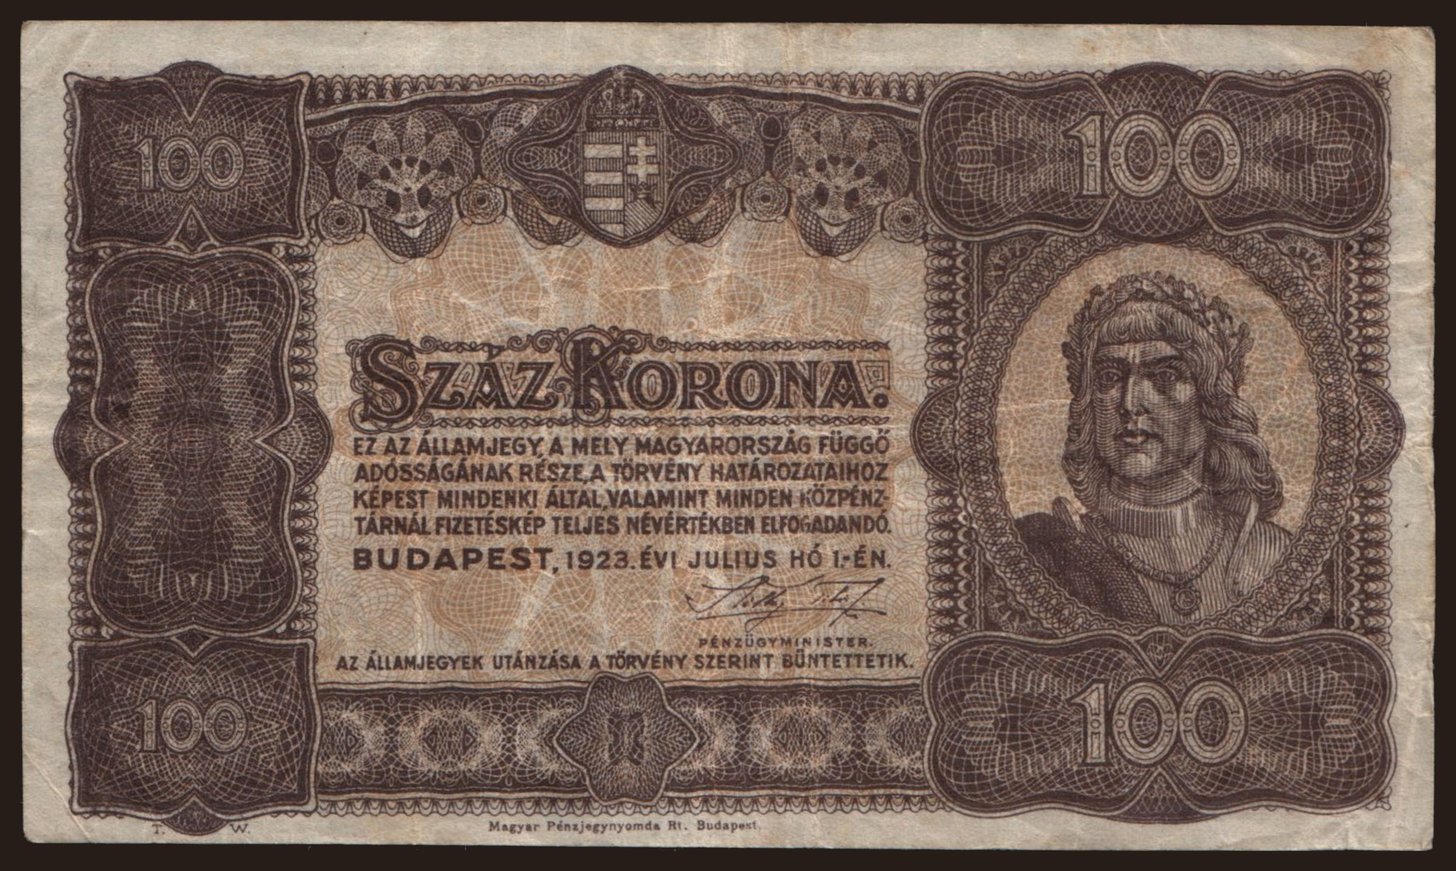 100
100
SZÁZ KORONA.
EZ AZ ÁLLAMJEGY, A MELY MAGYARORSZÁG FÜGGŐ
ADÓSSÁGÁNAK RÉSZE, A TÖRVÉNY HATÁROZATAIHOZ
KÉPEST MINDENKI ÁLTAL, VALAMINT MINDEN KÖZPÉNZ-
TÁRNÁL FIZETÉSKÉP TELJES NÉVÉRTÉKBEN ELFOGADANDÓ.
BUDAPEST, 1923. ÉVI JULIUS HÓ 1.-ÉN.
PÉNZÜGYMINISTER.
AZ ÁLLAMJEGYEK UTÁNZÁSA A TÖRVÉNY SZERINT BÜNTETTETIK.
100
100
T. W.
Magyar Pénzjegynyomda Rt. Budapest.